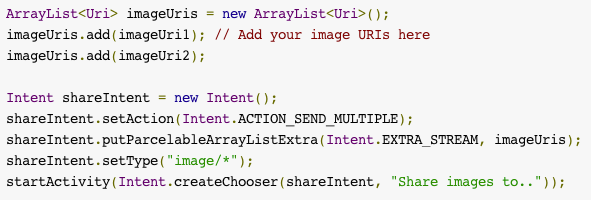 ArrayList<Uri> imageUris = new ArrayList<Uri>();
imageUris.add(imageUri1); // Add your image URIs here
imageUris.add(imageUri2);

Intent shareIntent = new Intent();
shareIntent.setAction(Intent.ACTION_SEND_MULTIPLE);
shareIntent.putParcelableArrayListExtra(Intent.EXTRA_STREAM, imageUris);
shareIntent.setType("image/*");
startActivity(Intent.createChooser(shareIntent, "Share images to.."));